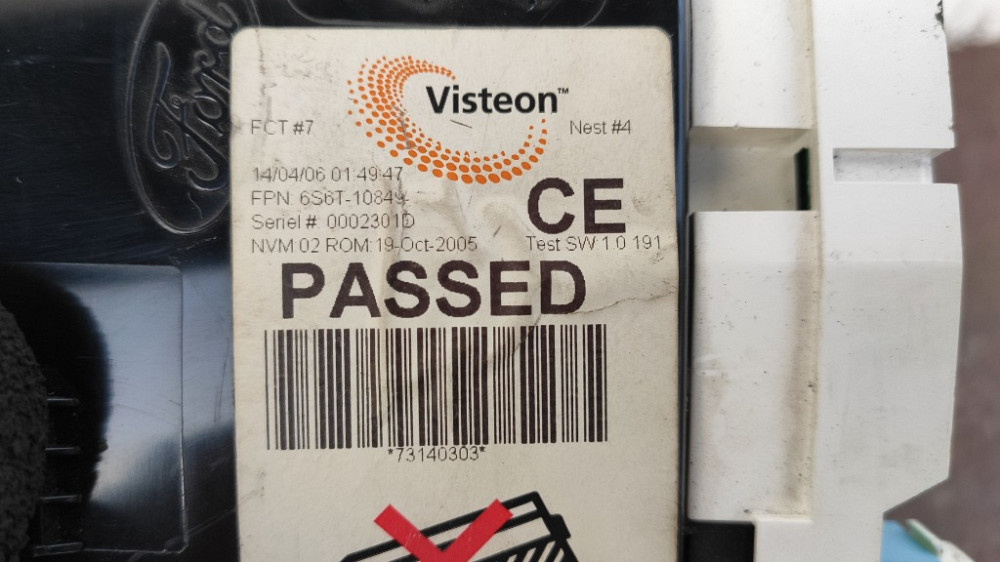 Ford
Visteon™
FCT #7
Nest #4
14/04/06 01:49:47
FPN: 6S6T-10849-
CE
Seriel #: 0002301D
NVM:02 ROM:19-Oct-2005
Test SW:1.0 191
PASSED
*73140303*